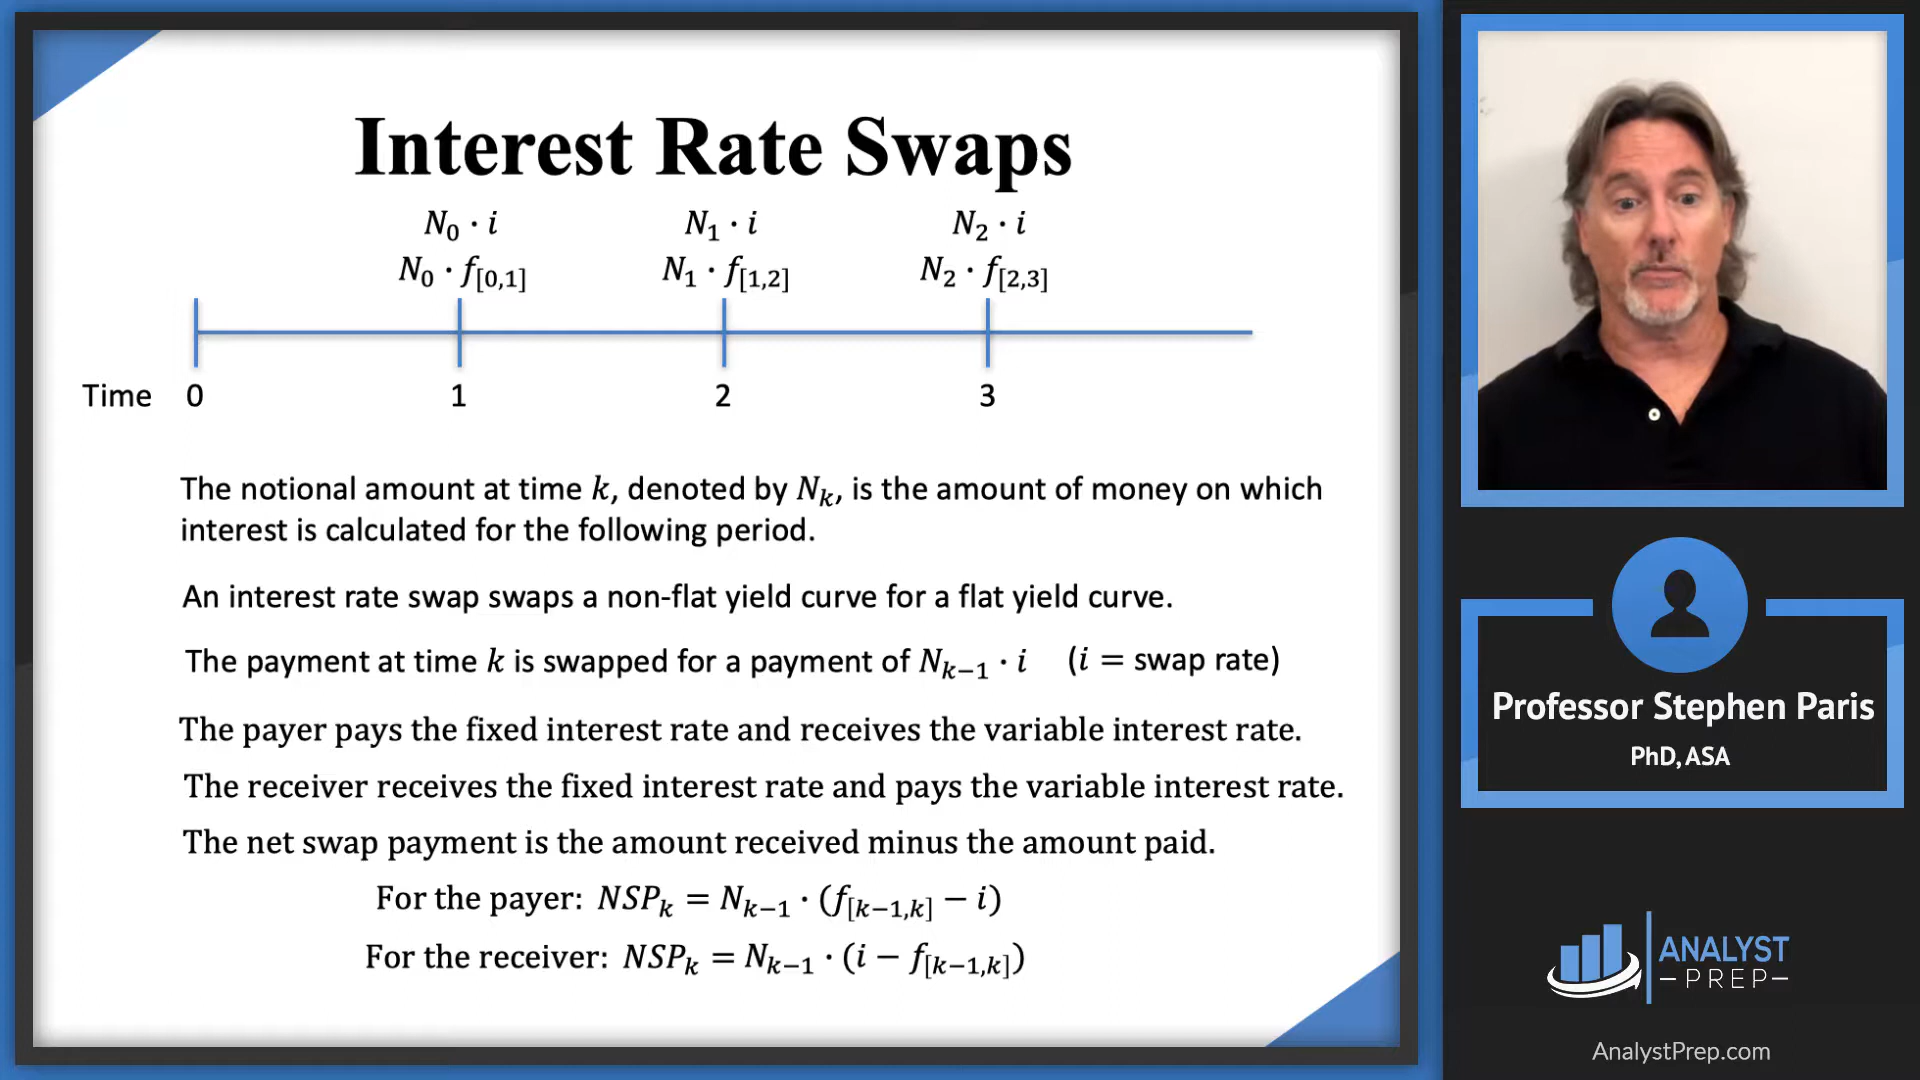 Interest Rate Swaps
N₀ · i
N₁ · i
N₂ · i
N₀ · f[0,1]
N₁ · f[1,2]
N₂ · f[2,3]
Time 0 1 2 3
The notional amount at time k, denoted by Nₖ, is the amount of money on which
interest is calculated for the following period.
An interest rate swap swaps a non-flat yield curve for a flat yield curve.
The payment at time k is swapped for a payment of Nₖ₋₁ · i (i = swap rate)
The payer pays the fixed interest rate and receives the variable interest rate.
The receiver receives the fixed interest rate and pays the variable interest rate.
The net swap payment is the amount received minus the amount paid.
For the payer: NSPₖ = Nₖ₋₁ · (f[k−1,k] − i)
For the receiver: NSPₖ = Nₖ₋₁ · (i − f[k−1,k])
Professor Stephen Paris
PhD, ASA
ANALYST
PREP
AnalystPrep.com